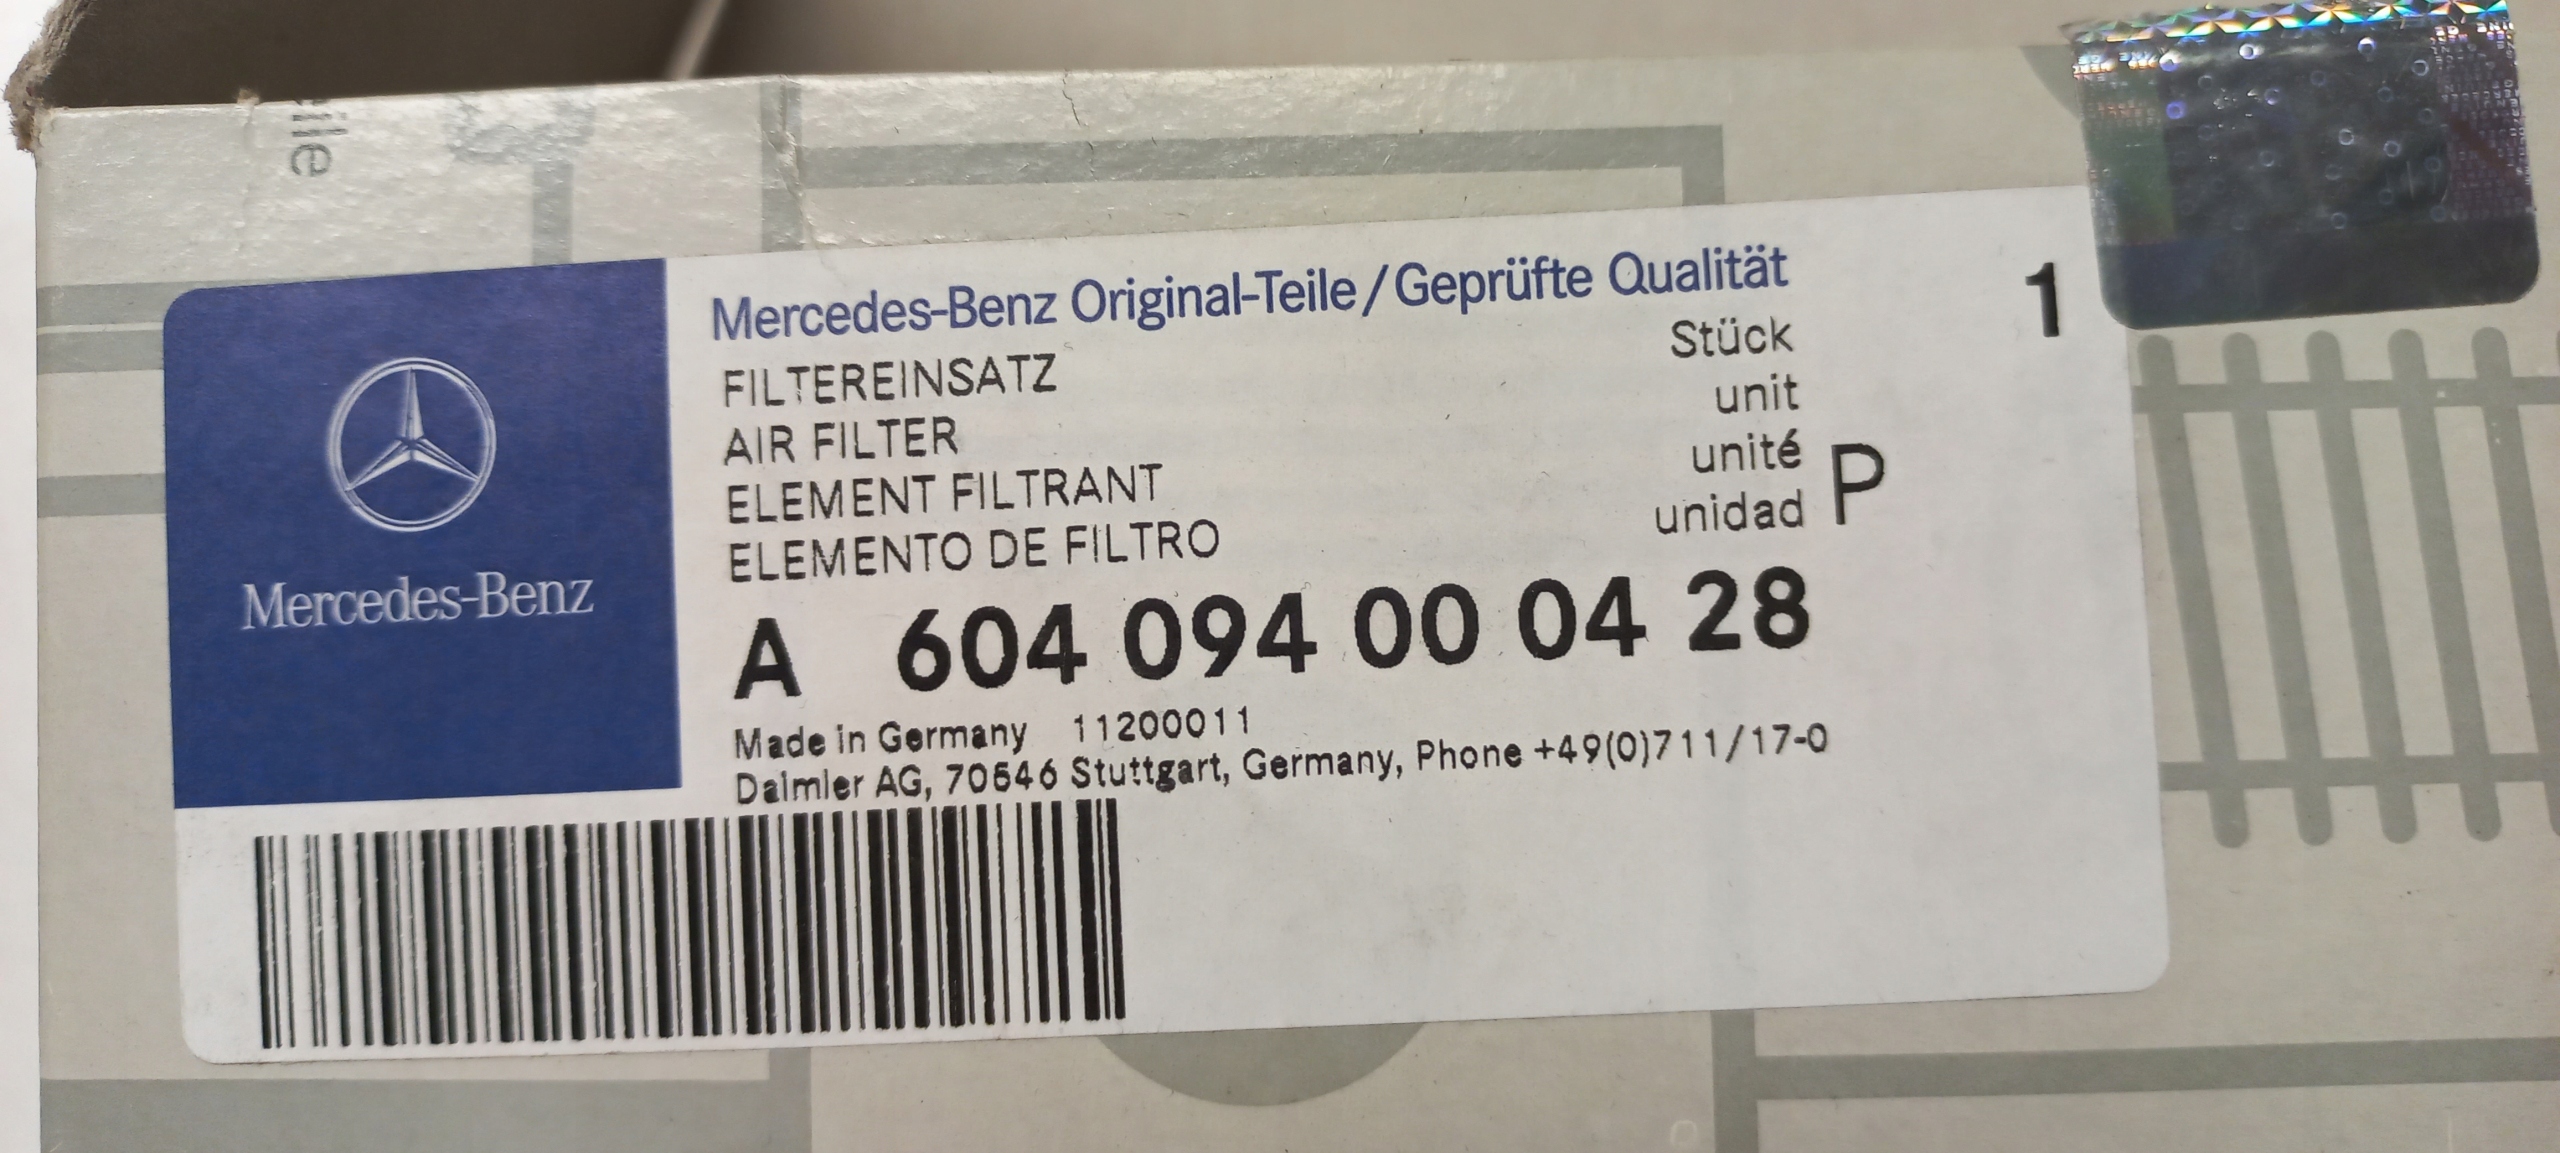 eile
Mercedes-Benz Original-Teile/Geprüfte Qualität
1
Stück
FILTEREINSATZ
unit
AIR FILTER
unité
ELEMENT FILTRANT
P
unidad
ELEMENTO DE FILTRO
Mercedes-Benz
A 604 094 00 04 28
Made in Germany 11200011
Daimler AG, 70546 Stuttgart, Germany, Phone +49(0)711/17-0